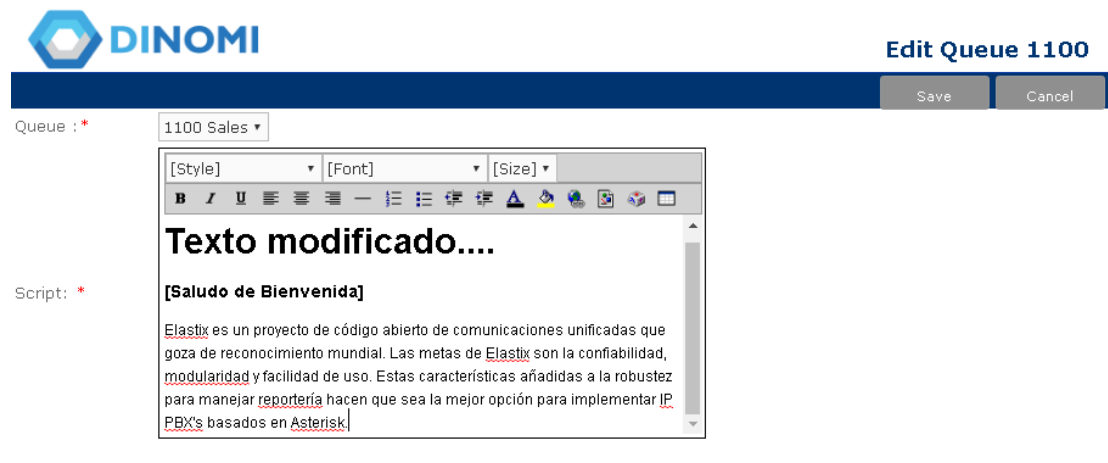 DINOMI
Edit Queue 1100
Save Cancel
Queue :* 1100 Sales
[Style] [Font] [Size]
B I U A
Texto modificado....
Script: * [Saludo de Bienvenida]
Elastix es un proyecto de código abierto de comunicaciones unificadas que
goza de reconocimiento mundial. Las metas de Elastix son la confiabilidad,
modularidad y facilidad de uso. Estas características añadidas a la robustez
para manejar reportería hacen que sea la mejor opción para implementar IP
PBX's basados en Asterisk.